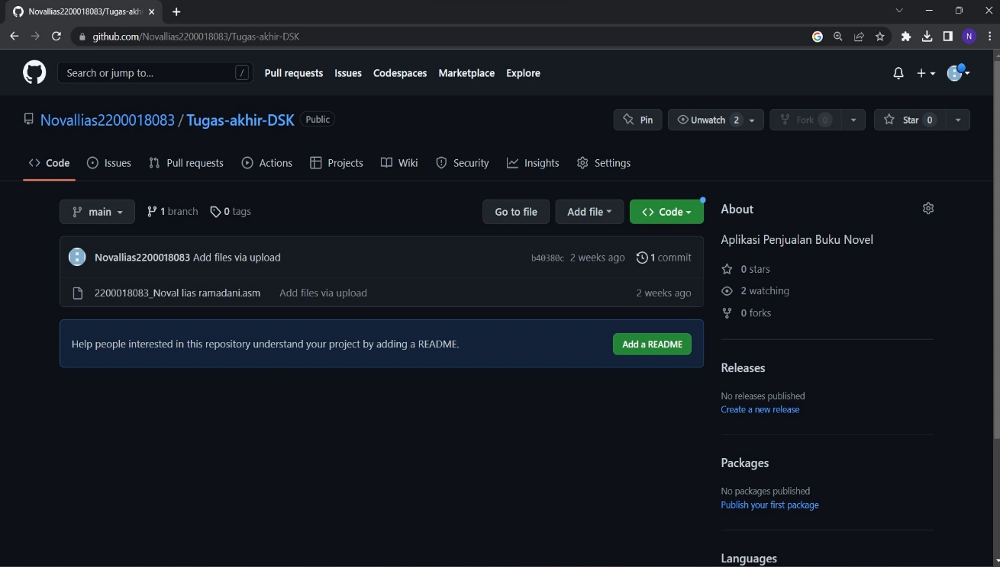 Novallias2200018083/Tugas-akhi
github.com/Novallias2200018083/Tugas-akhir-DSK
N
Search or jump to... /
Pull requests Issues Codespaces Marketplace Explore
Novallias2200018083 / Tugas-akhir-DSK Public
Pin Unwatch 2 Fork 0 Star 0
Code Issues Pull requests Actions Projects Wiki Security Insights Settings
main 1 branch 0 tags Go to file Add file <> Code
Novallias2200018083 Add files via upload b40380c 2 weeks ago 1 commit
2200018083_Noval lias ramadani.asm Add files via upload 2 weeks ago
Help people interested in this repository understand your project by adding a README. Add a README
About
Aplikasi Penjualan Buku Novel
0 stars
2 watching
0 forks
Releases
No releases published
Create a new release
Packages
No packages published
Publish your first package
Languages